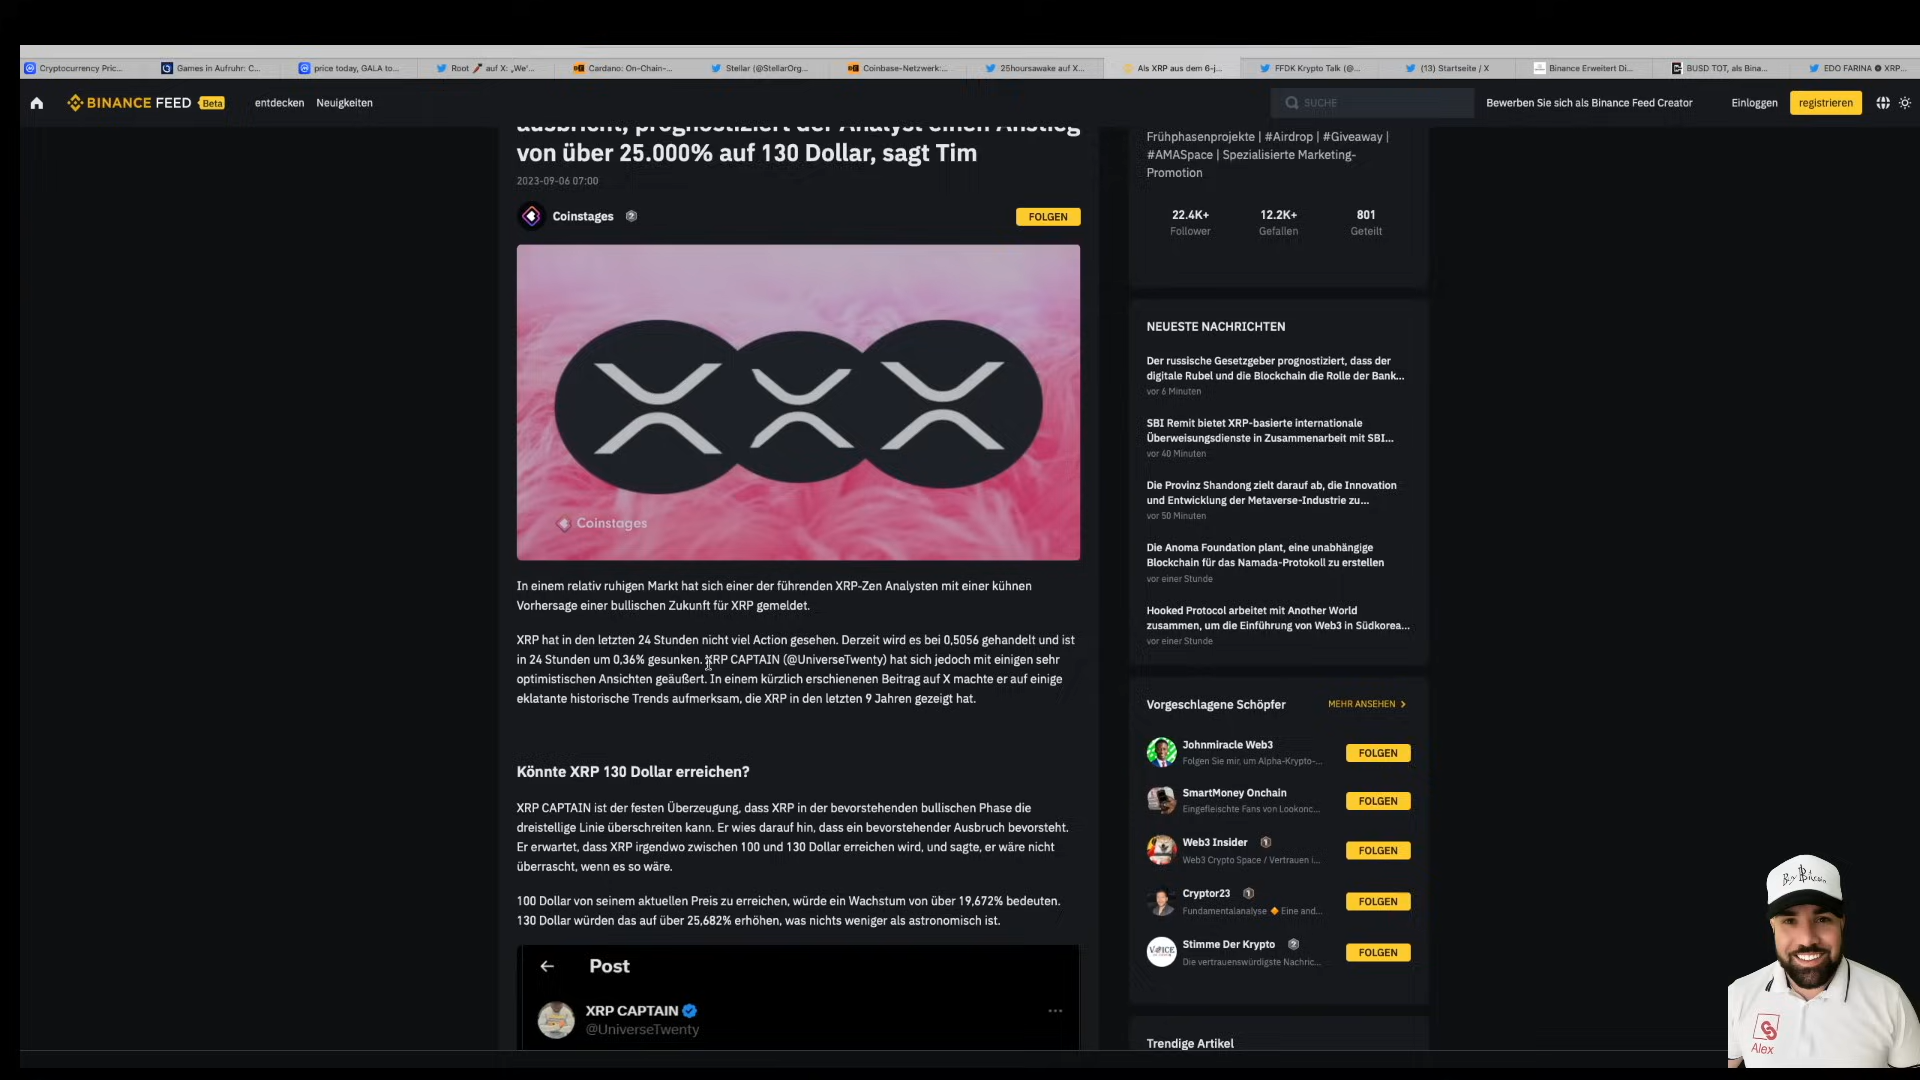 Cryptocurrency Pric...
Games in Aufruhr: C...
price today, GALA to...
Root auf X: „We'...
Cardano: On-Chain-...
Stellar (@StellarOrg...
Coinbase-Netzwerk:...
25hoursawake auf X...
Als XRP aus dem 6-j...
FFDK Krypto Talk (@...
(13) Startseite / X
Binance Erweitert Di...
BUSD TOT, als Bina...
EDO FARINA XRP...
BINANCE FEED Beta
entdecken
Neuigkeiten
SUCHE
Bewerben Sie sich als Binance Feed Creator
Einloggen
registrieren
ausbricht, prognostiziert der Analyst einen Anstieg
von über 25.000% auf 130 Dollar, sagt Tim
2023-09-06 07:00
Coinstages
FOLGEN
Coinstages
In einem relativ ruhigen Markt hat sich einer der führenden XRP-Zen Analysten mit einer kühnen
Vorhersage einer bullischen Zukunft für XRP gemeldet.
XRP hat in den letzten 24 Stunden nicht viel Action gesehen. Derzeit wird es bei 0,5056 gehandelt und ist
in 24 Stunden um 0,36% gesunken. XRP CAPTAIN (@UniverseTwenty) hat sich jedoch mit einigen sehr
optimistischen Ansichten geäußert. In einem kürzlich erschienenen Beitrag auf X machte er auf einige
eklatante historische Trends aufmerksam, die XRP in den letzten 9 Jahren gezeigt hat.
Könnte XRP 130 Dollar erreichen?
XRP CAPTAIN ist der festen Überzeugung, dass XRP in der bevorstehenden bullischen Phase die
dreistellige Linie überschreiten kann. Er wies darauf hin, dass ein bevorstehender Ausbruch bevorsteht.
Er erwartet, dass XRP irgendwo zwischen 100 und 130 Dollar erreichen wird, und sagte, er wäre nicht
überrascht, wenn es so wäre.
100 Dollar von seinem aktuellen Preis zu erreichen, würde ein Wachstum von über 19,672% bedeuten.
130 Dollar würden das auf über 25,682% erhöhen, was nichts weniger als astronomisch ist.
Post
XRP CAPTAIN
@UniverseTwenty
Frühphasenprojekte | #Airdrop | #Giveaway |
#AMASpace | Spezialisierte Marketing-
Promotion
22.4K+
12.2K+
801
Follower
Gefallen
Geteilt
NEUESTE NACHRICHTEN
Der russische Gesetzgeber prognostiziert, dass der
digitale Rubel und die Blockchain die Rolle der Bank...
vor 6 Minuten
SBI Remit bietet XRP-basierte internationale
Überweisungsdienste in Zusammenarbeit mit SBI...
vor 40 Minuten
Die Provinz Shandong zielt darauf ab, die Innovation
und Entwicklung der Metaverse-Industrie zu...
vor 50 Minuten
Die Anoma Foundation plant, eine unabhängige
Blockchain für das Namada-Protokoll zu erstellen
vor einer Stunde
Hooked Protocol arbeitet mit Another World
zusammen, um die Einführung von Web3 in Südkorea...
vor einer Stunde
Vorgeschlagene Schöpfer
MEHR ANSEHEN
Johnmiracle Web3
Folgen Sie mir, um Alpha-Krypto-...
FOLGEN
SmartMoney Onchain
Eingefleischte Fans von Lookonc...
FOLGEN
Web3 Insider
Web3 Crypto Space / Vertrauen i...
FOLGEN
Cryptor23
Fundamentalanalyse Eine and...
FOLGEN
VOICE
Stimme Der Krypto
Die vertrauenswürdigste Nachric...
FOLGEN
Trendige Artikel
Alex